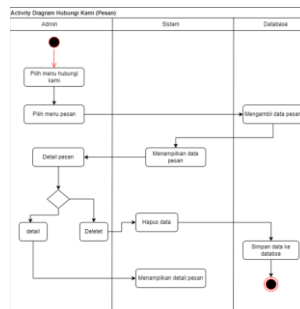 Activity Diagram Hubungi Kami (Pesan)
Admin
Sistem
Database
Pilih menu hubungi
kami
Pilih menu pesan
Mengambil data pesan
Menampilkan data
pesan
Detail pesan
detail
Deletet
Hapus data
Simpan data ke
databse
Menampilkan detail pesan